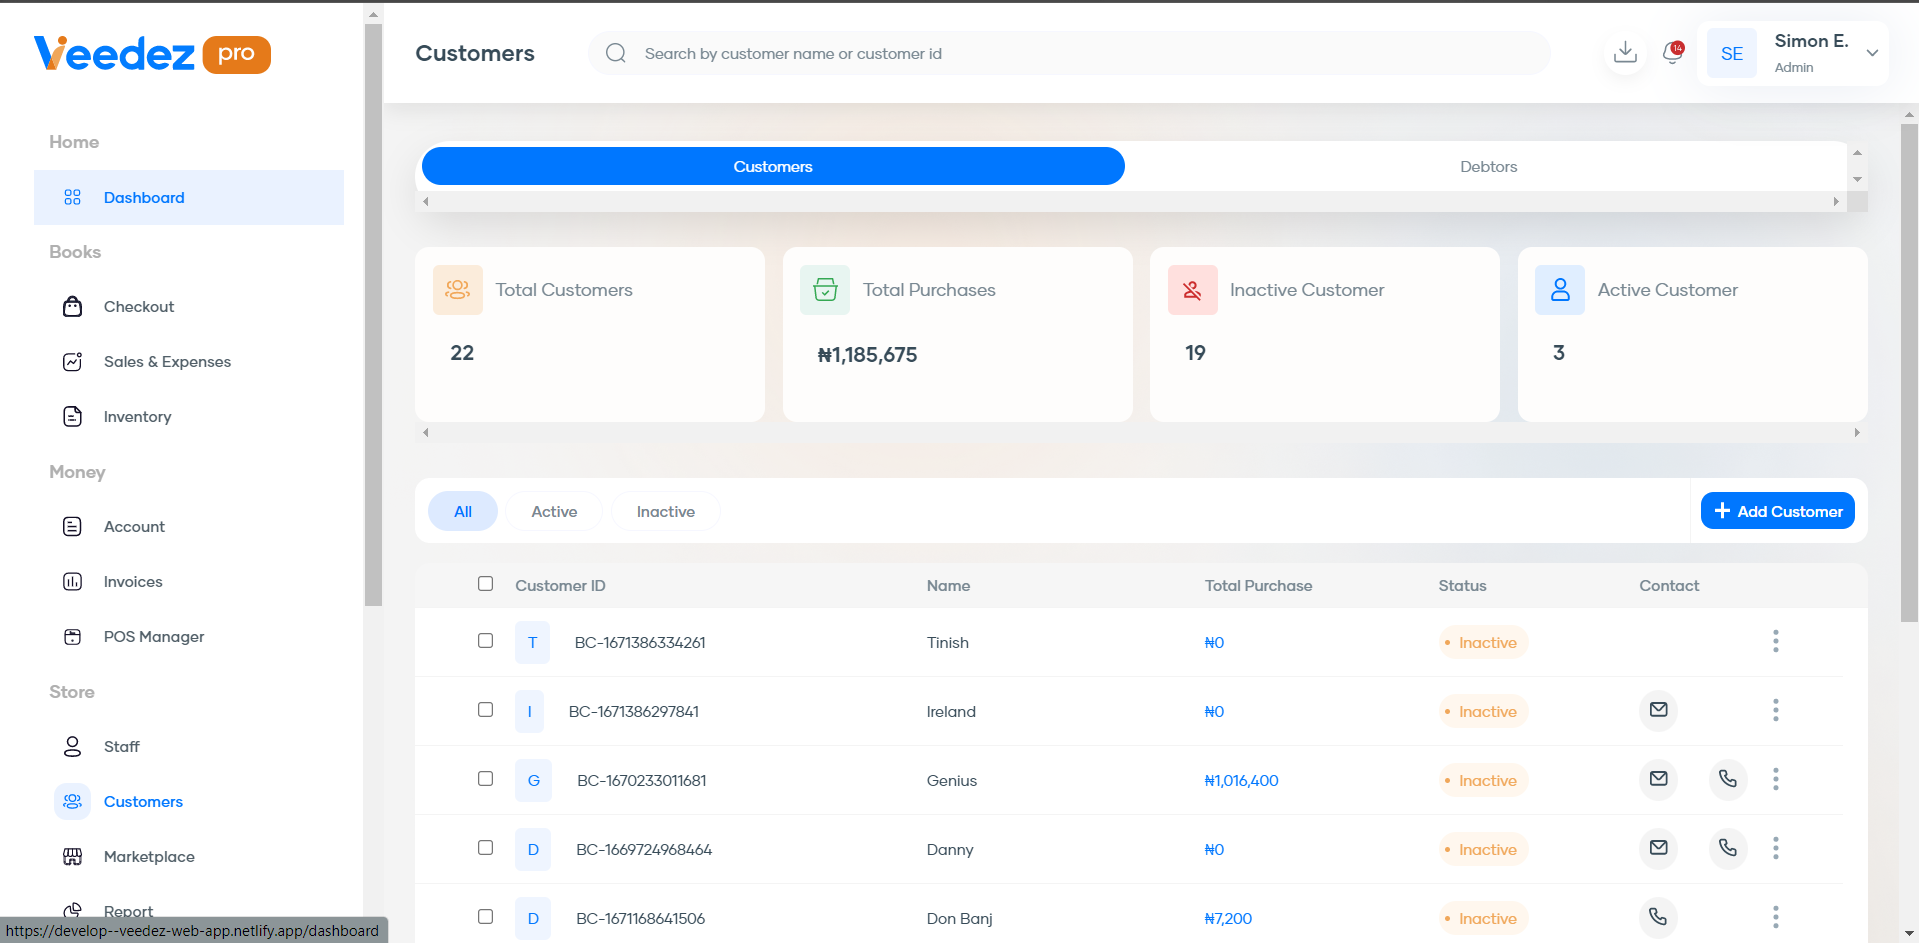 Veedez pro
Customers
Search by customer name or customer id
14
SE
Simon E.
Admin
Home
Dashboard
Books
Checkout
Sales & Expenses
Inventory
Money
Account
Invoices
POS Manager
Store
Staff
Customers
Marketplace
Report
https://develop--veedez-web-app.netlify.app/dashboard
Customers Debtors
Total Customers
22
Total Purchases
₦1,185,675
Inactive Customer
19
Active Customer
3
All Active Inactive
+ Add Customer
Customer ID Name Total Purchase Status Contact
T BC-1671386334261 Tinish ₦0 Inactive
I BC-1671386297841 Ireland ₦0 Inactive
G BC-1670233011681 Genius ₦1,016,400 Inactive
D BC-1669724968464 Danny ₦0 Inactive
D BC-1671168641506 Don Banj ₦7,200 Inactive